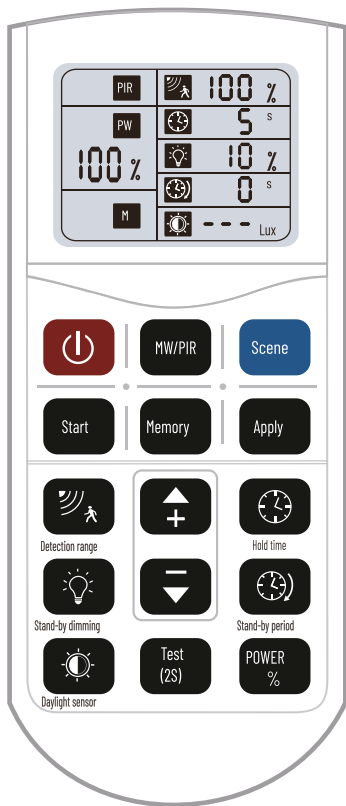 PIR
100 %
PW
5 s
100 %
10 %
0 s
M
--- Lux
MW/PIR
Scene
Start
Memory
Apply
+
Detection range
Hold time
−
Stand-by dimming
Stand-by period
Test
(2S)
POWER
%
Daylight sensor